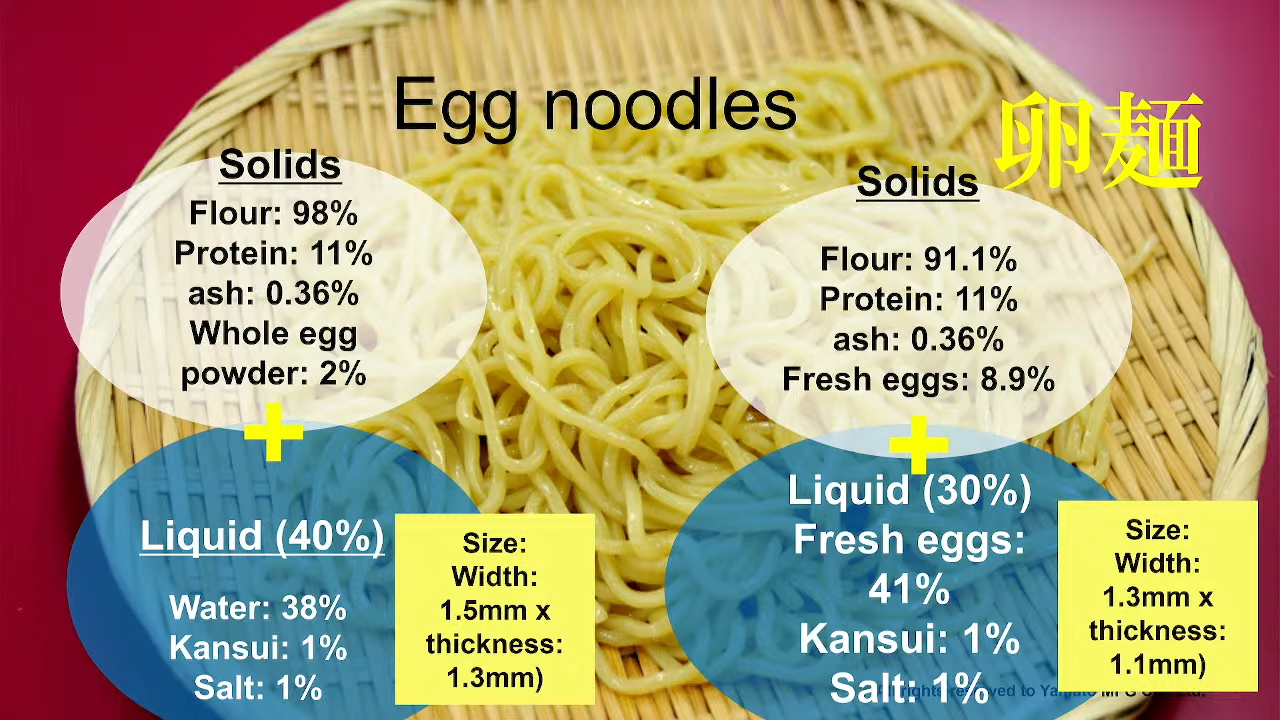 Egg noodles
卵麺
Solids
Flour: 98%
Protein: 11%
ash: 0.36%
Whole egg
powder: 2%
+
Liquid (40%)
Water: 38%
Kansui: 1%
Salt: 1%
Size:
Width:
1.5mm x
thickness:
1.3mm)
Solids
Flour: 91.1%
Protein: 11%
ash: 0.36%
Fresh eggs: 8.9%
+
Liquid (30%)
Fresh eggs:
41%
Kansui: 1%
Salt: 1%
Size:
Width:
1.3mm x
thickness:
1.1mm)
to